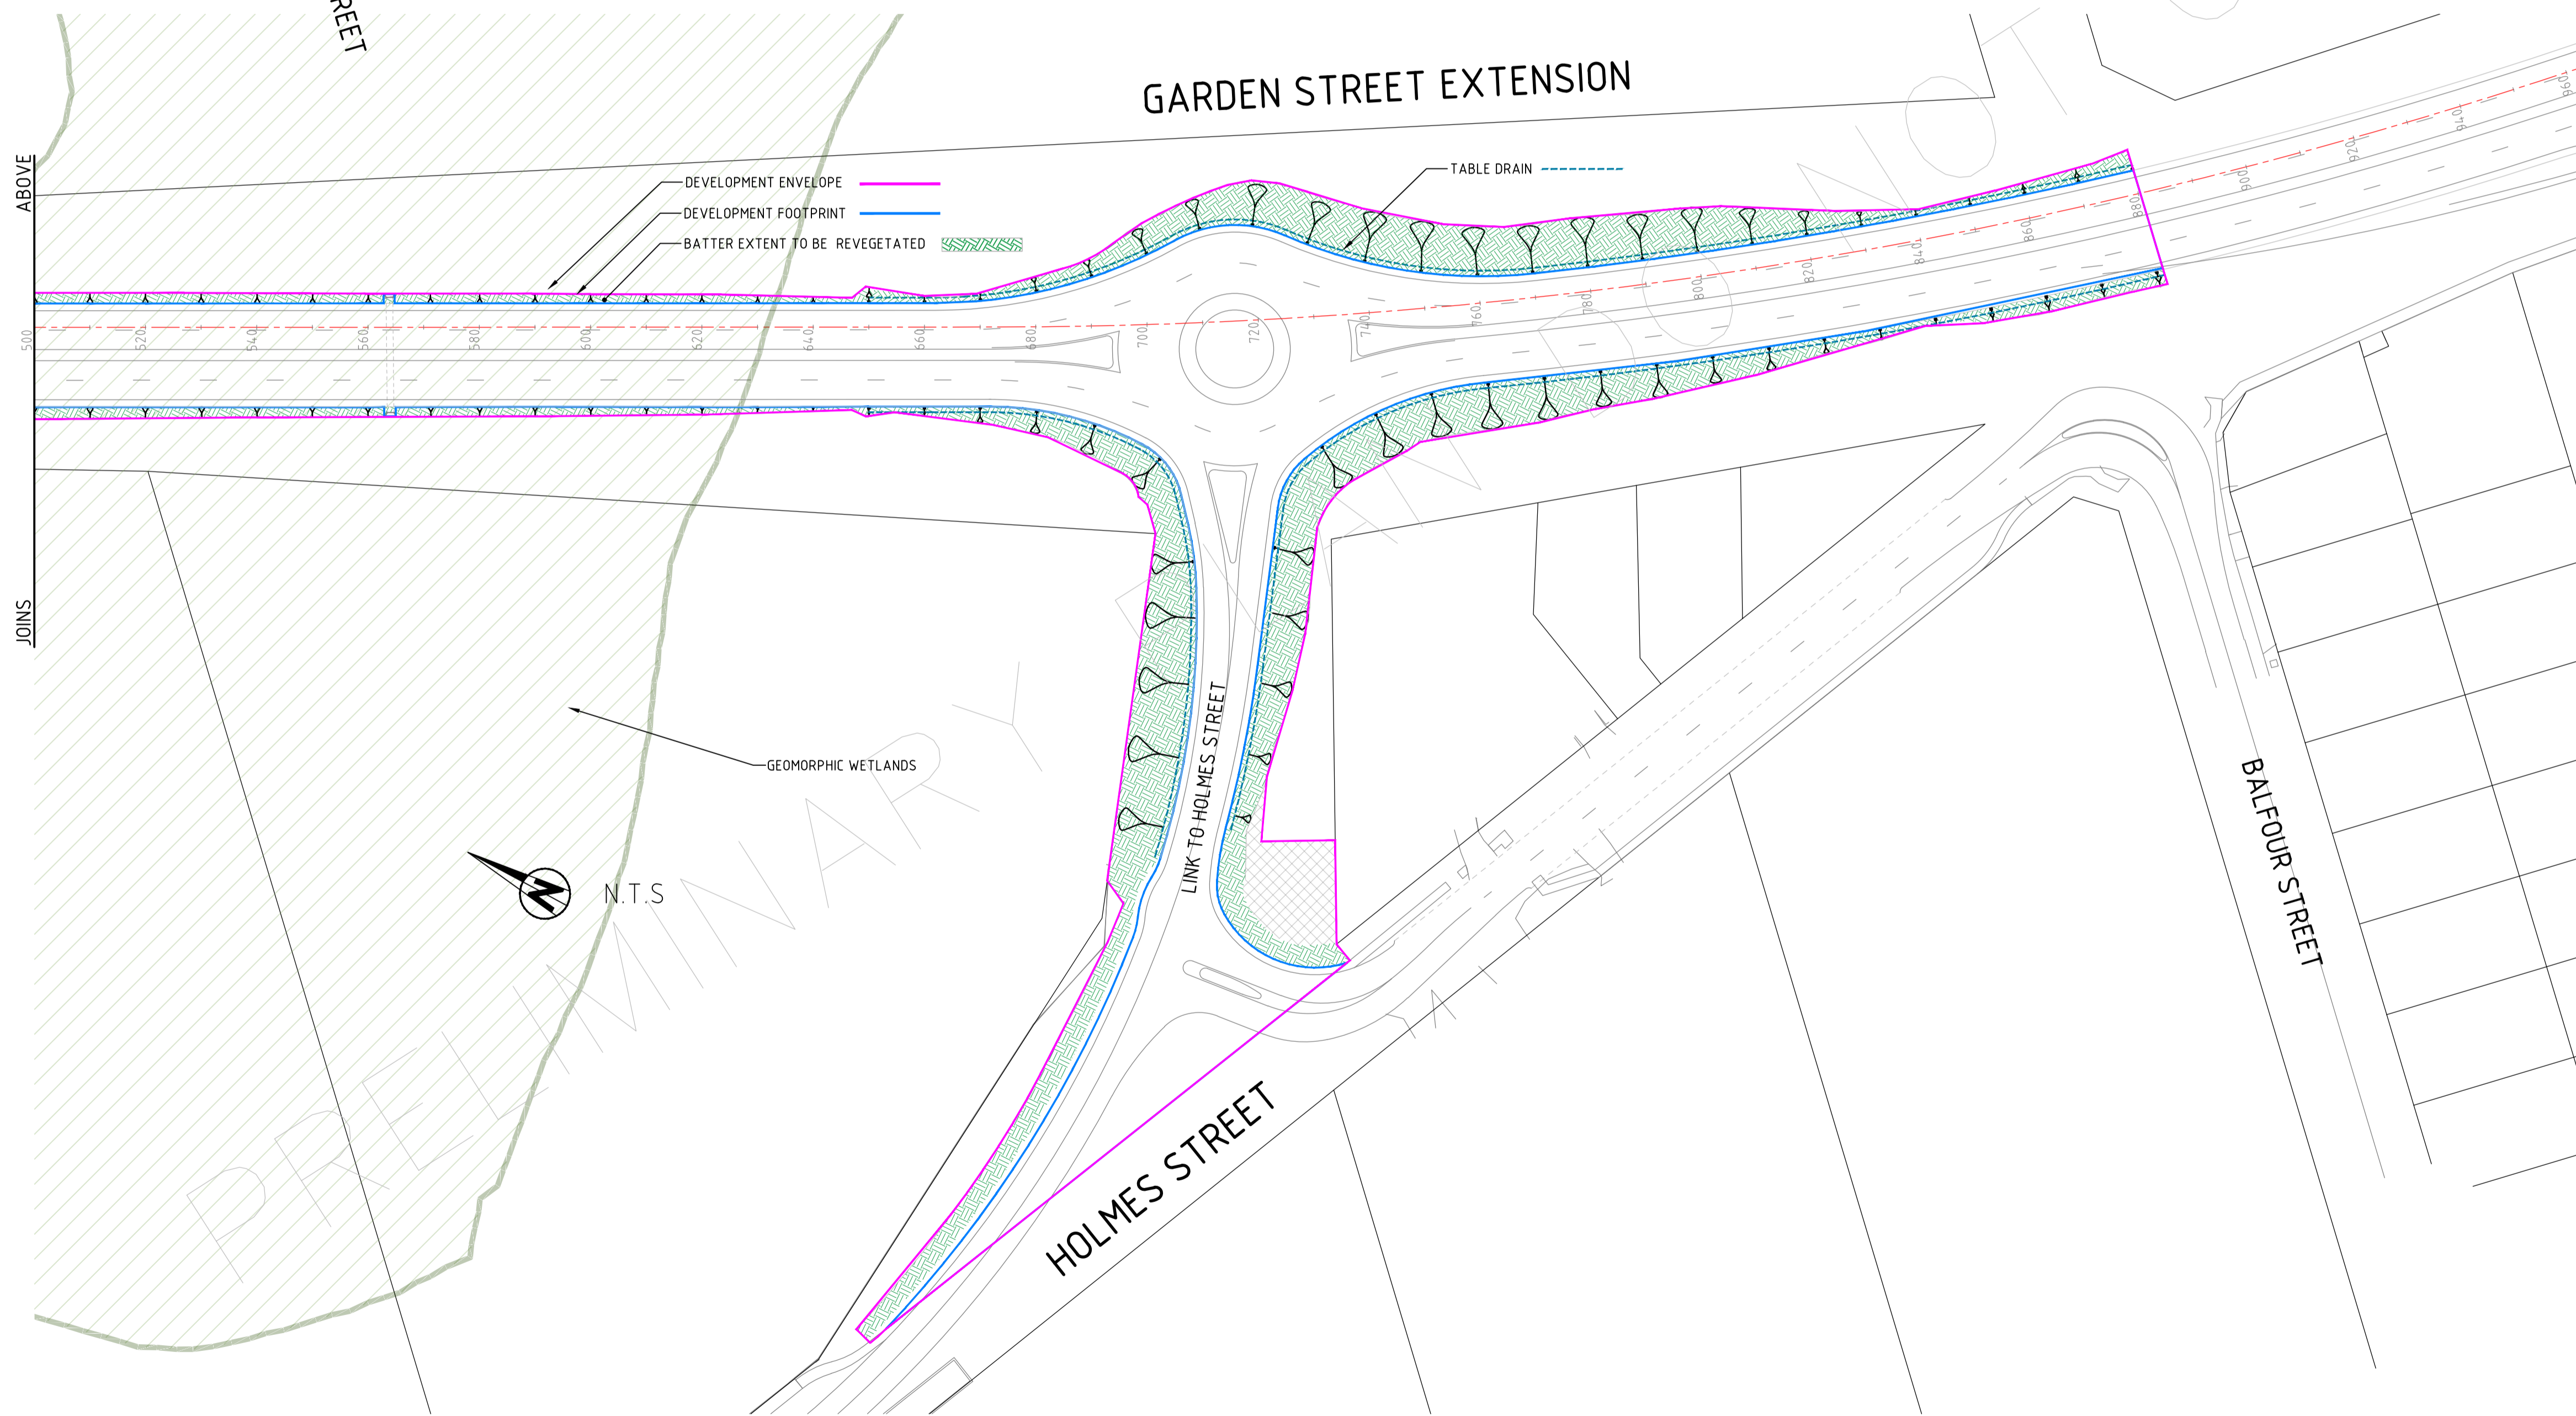 REET
GARDEN STREET EXTENSION
ABOVE
DEVELOPMENT ENVELOPE
DEVELOPMENT FOOTPRINT
BATTER EXTENT TO BE REVEGETATED
TABLE DRAIN
500
520
540
560
580
600
620
640
660
680
700
720
740
760
780
800
820
840
860
880
900
920
940
960
JOINS
LINK TO HOLMES STREET
GEOMORPHIC WETLANDS
N
N.T.S
BALFOUR STREET
HOLMES STREET
PRELIMINARY